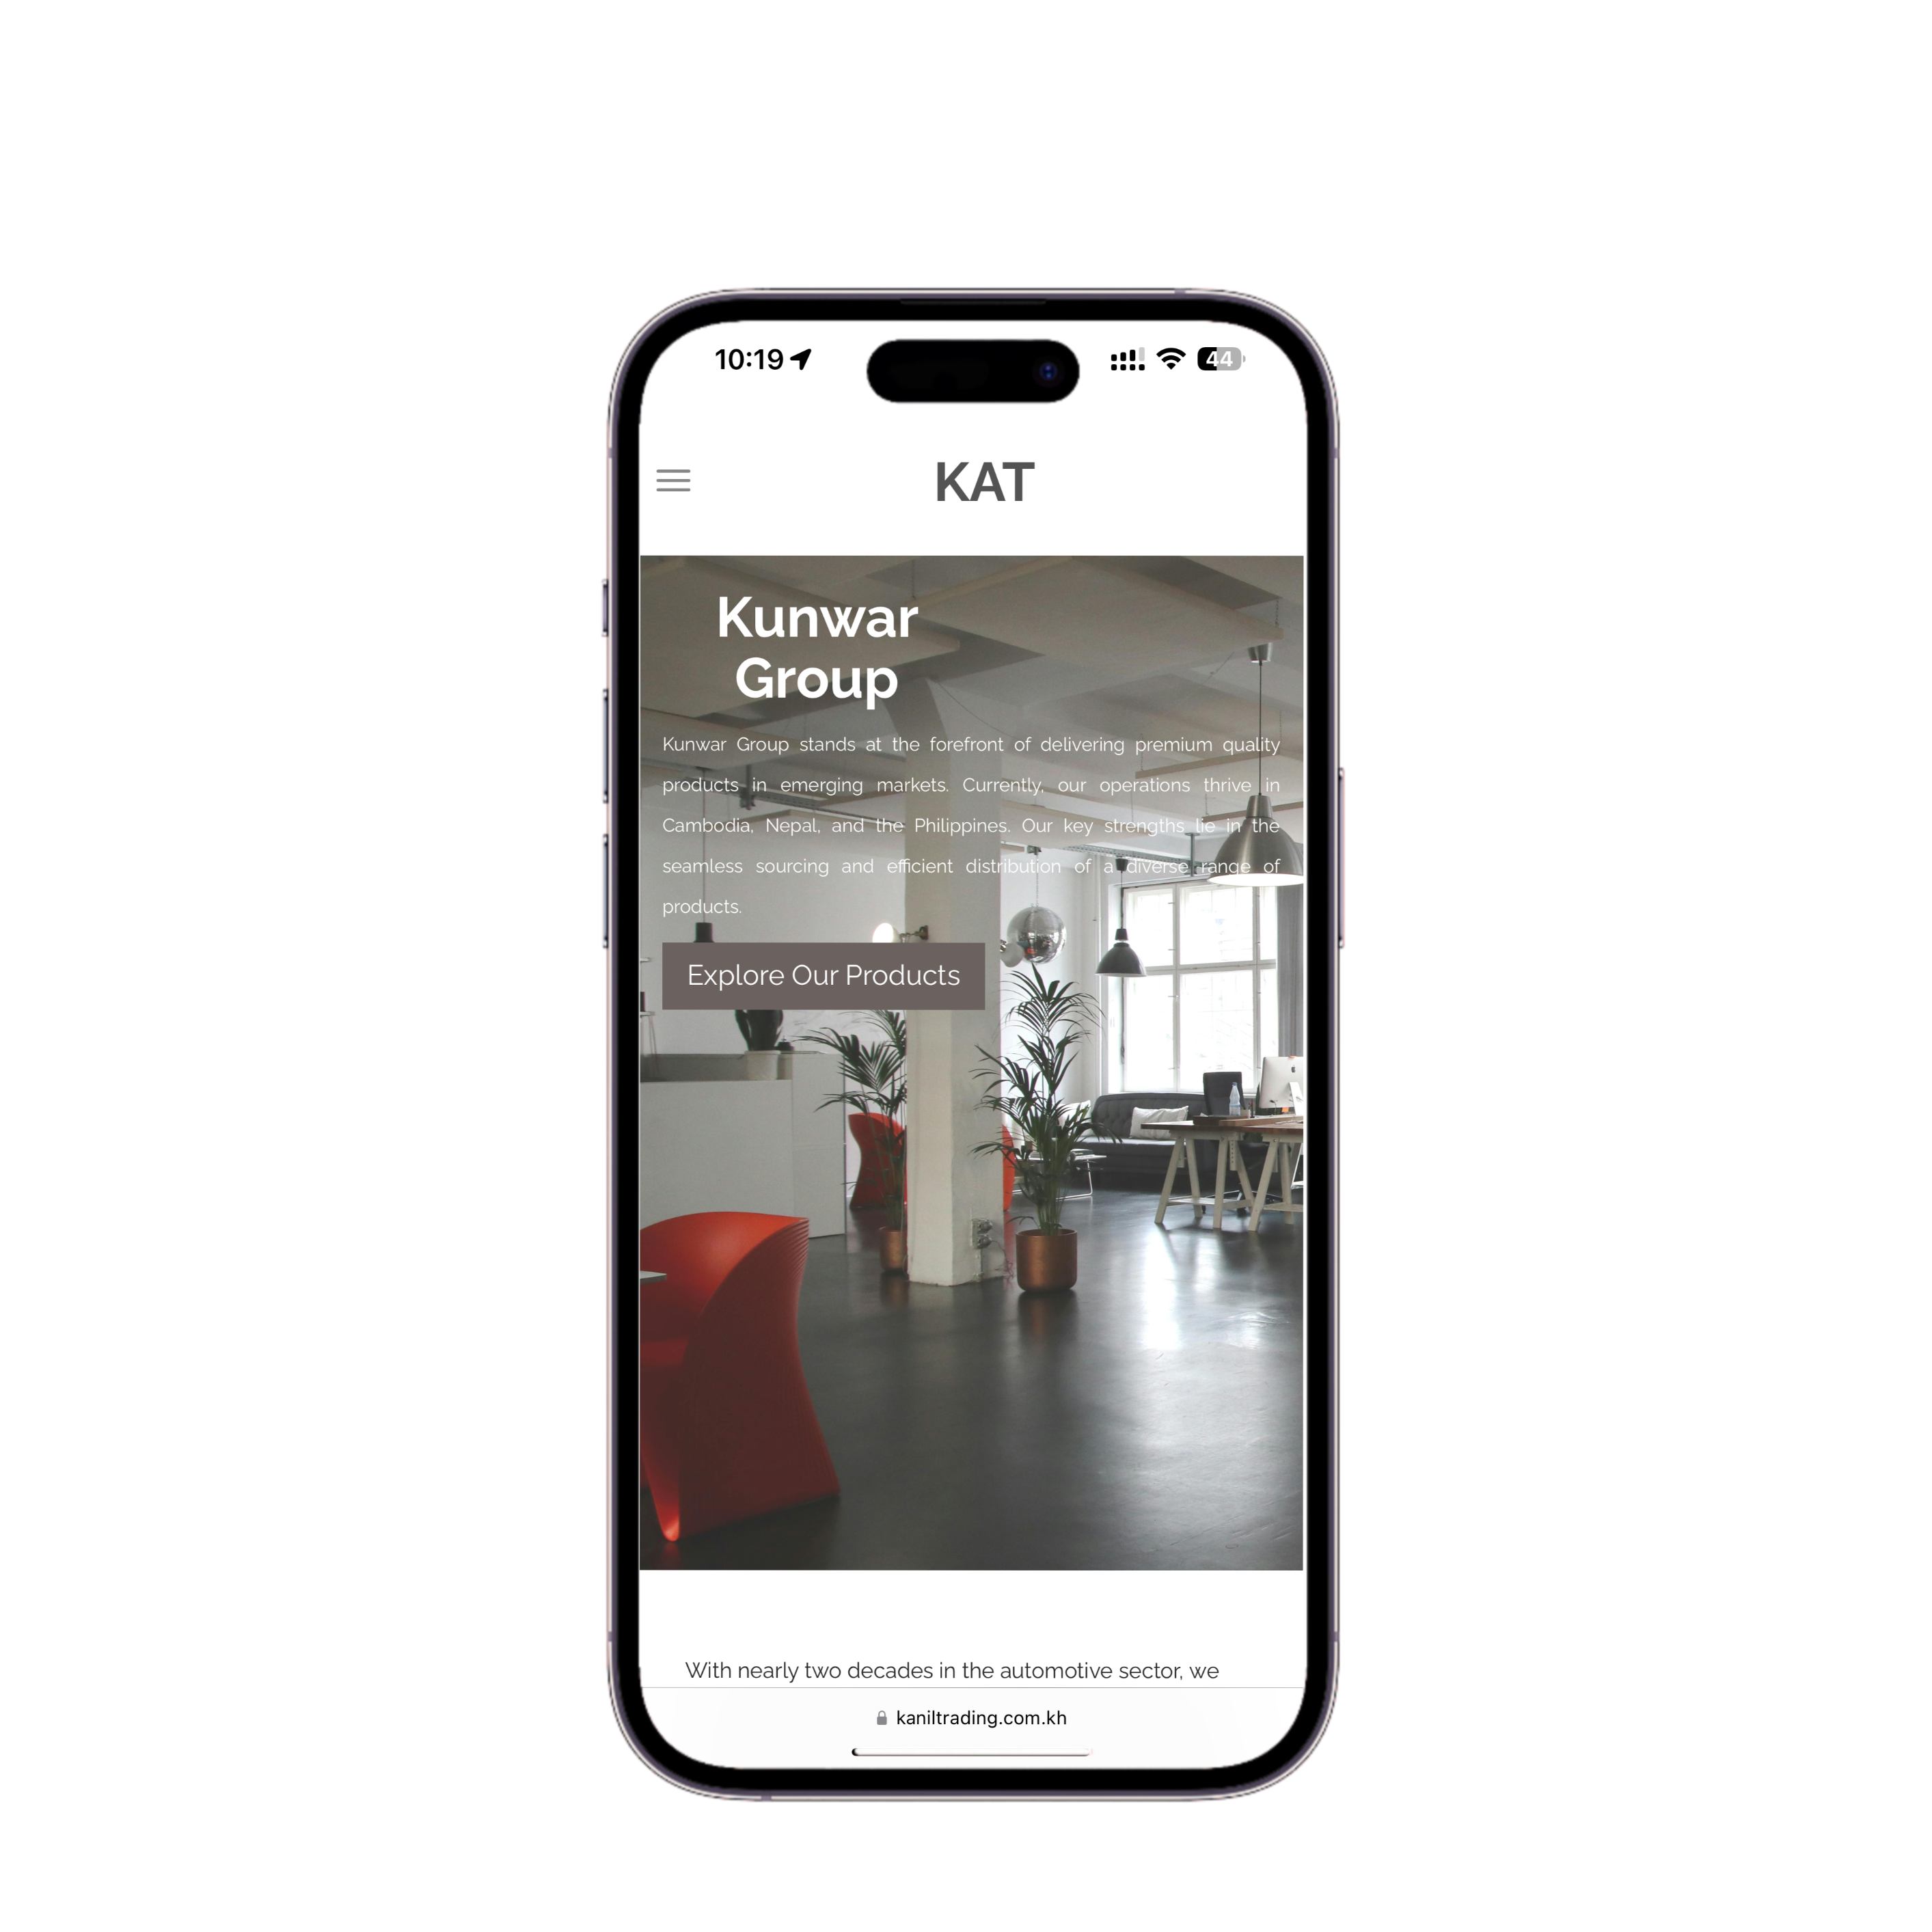 10:19
44
KAT
Kunwar
Group
Kunwar Group stands at the forefront of delivering premium quality
products in emerging markets. Currently, our operations thrive in
Cambodia, Nepal, and the Philippines. Our key strengths lie in the
seamless sourcing and efficient distribution of a diverse range of
products.
Explore Our Products
With nearly two decades in the automotive sector, we
kaniltrading.com.kh